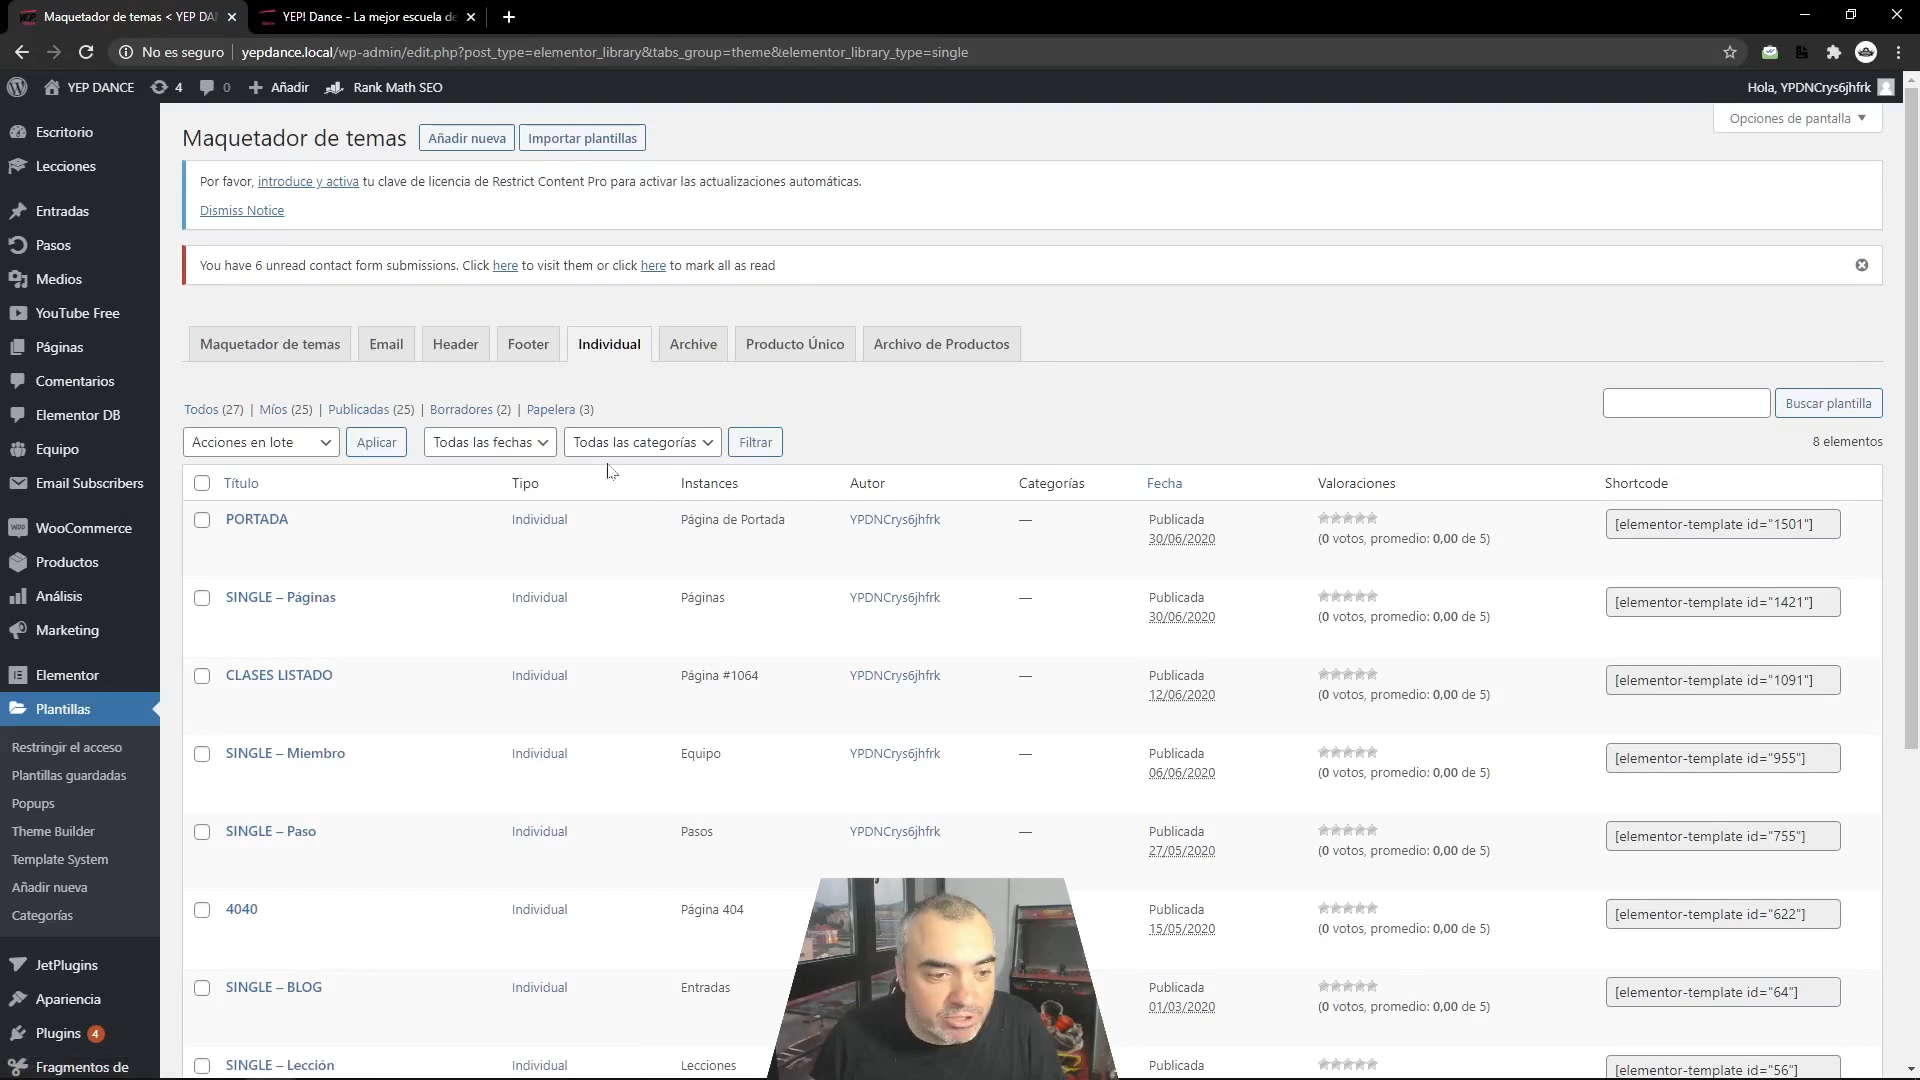 Maquetador de temas < YEP DAN
YEP! Dance - La mejor escuela de
No es seguro
yepdance.local/wp-admin/edit.php?post_type=elementor_library&tabs_group=theme&elementor_library_type=single
YEP DANCE
4
0
Añadir
Rank Math SEO
Hola, YPDNCrys6jhfrk
Escritorio
Lecciones
Entradas
Pasos
Medios
YouTube Free
Páginas
Comentarios
Elementor DB
Equipo
Email Subscribers
WooCommerce
Productos
Análisis
Marketing
Elementor
Plantillas
Restringir el acceso
Plantillas guardadas
Popups
Theme Builder
Template System
Añadir nueva
Categorías
JetPlugins
Apariencia
Plugins 4
Fragmentos de
Maquetador de temas
Añadir nueva
Importar plantillas
Opciones de pantalla
Por favor, introduce y activa tu clave de licencia de Restrict Content Pro para activar las actualizaciones automáticas.
Dismiss Notice
You have 6 unread contact form submissions. Click here to visit them or click here to mark all as read
Maquetador de temas
Email
Header
Footer
Individual
Archive
Producto Único
Archivo de Productos
Todos (27) | Míos (25) | Publicadas (25) | Borradores (2) | Papelera (3)
Buscar plantilla
Acciones en lote
Aplicar
Todas las fechas
Todas las categorías
Filtrar
8 elementos
Título Tipo Instances Autor Categorías Fecha Valoraciones Shortcode
PORTADA Individual Página de Portada YPDNCrys6jhfrk — Publicada [elementor-template id="1501"]
30/06/2020 (0 votos, promedio: 0,00 de 5)
SINGLE – Páginas Individual Páginas YPDNCrys6jhfrk — Publicada [elementor-template id="1421"]
30/06/2020 (0 votos, promedio: 0,00 de 5)
CLASES LISTADO Individual Página #1064 YPDNCrys6jhfrk — Publicada [elementor-template id="1091"]
12/06/2020 (0 votos, promedio: 0,00 de 5)
SINGLE – Miembro Individual Equipo YPDNCrys6jhfrk — Publicada [elementor-template id="955"]
06/06/2020 (0 votos, promedio: 0,00 de 5)
SINGLE – Paso Individual Pasos YPDNCrys6jhfrk — Publicada [elementor-template id="755"]
27/05/2020 (0 votos, promedio: 0,00 de 5)
4040 Individual Página 404 Publicada [elementor-template id="622"]
15/05/2020 (0 votos, promedio: 0,00 de 5)
SINGLE – BLOG Individual Entradas Publicada [elementor-template id="64"]
01/03/2020 (0 votos, promedio: 0,00 de 5)
SINGLE – Lección Individual Lecciones Publicada [elementor-template id="56"]